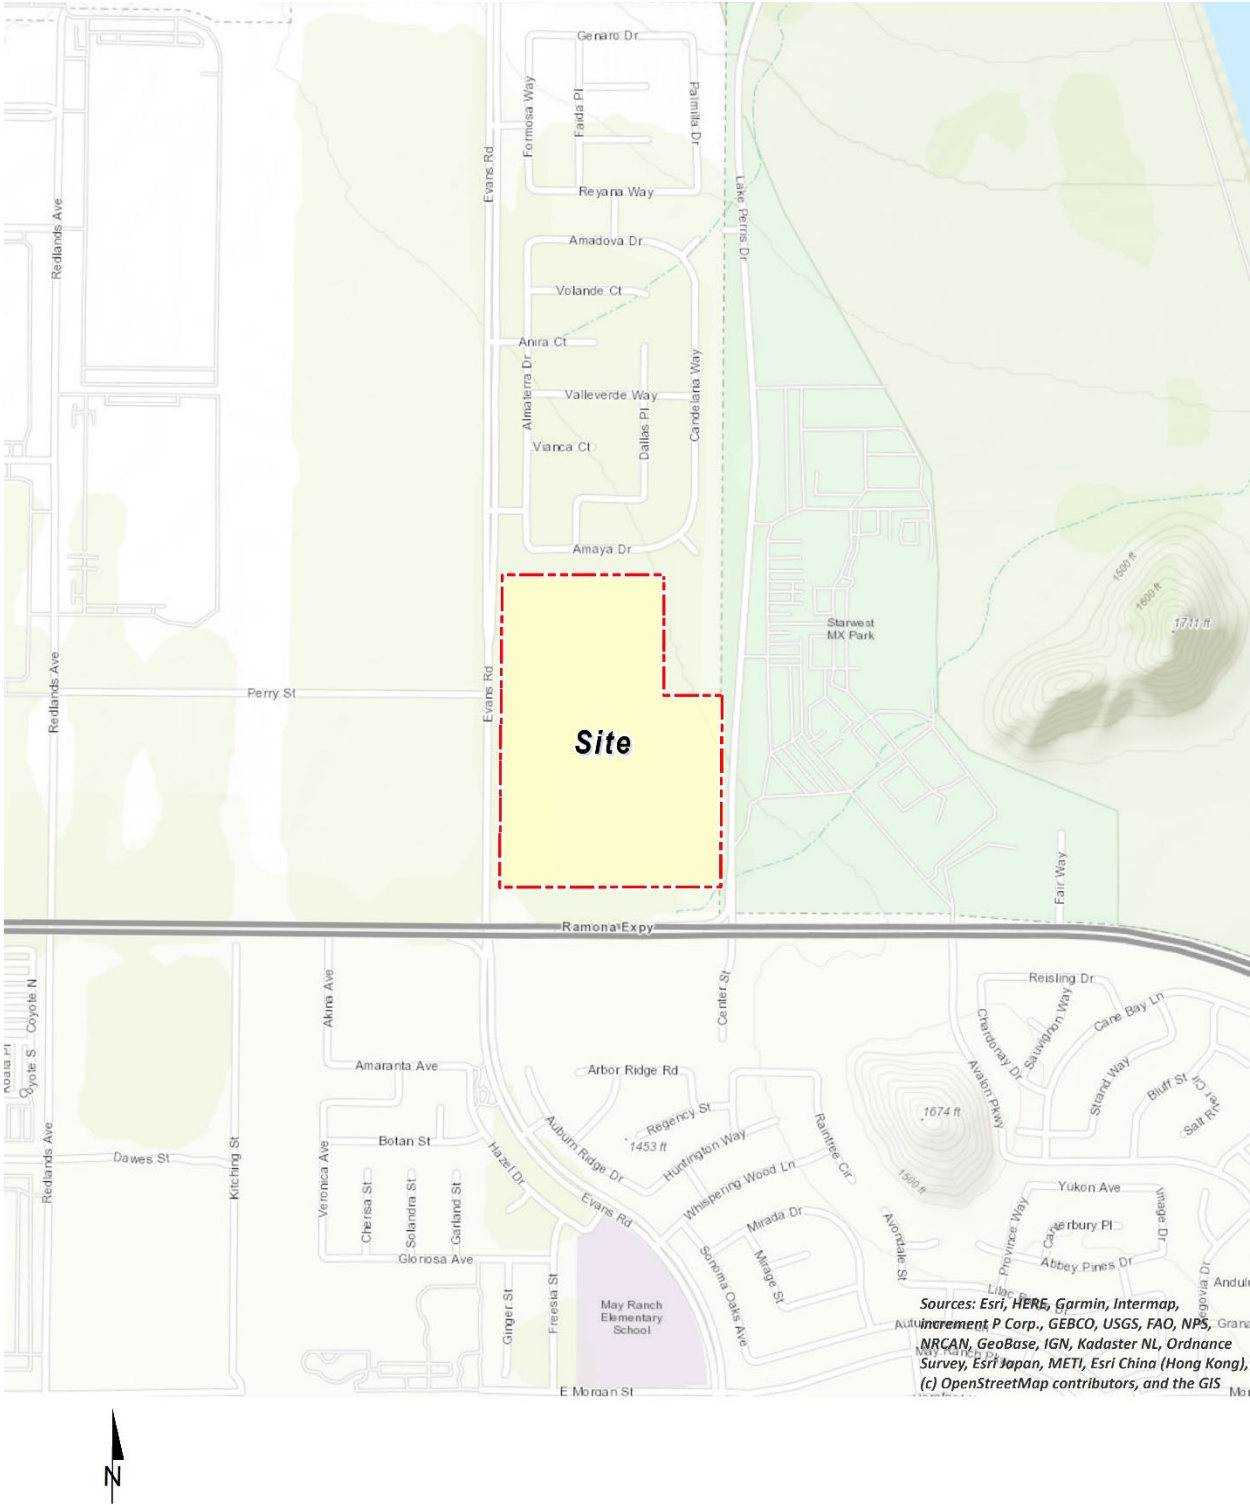 Genaro Dr
Formosa Way
Faida Pl
Palmilla Dr
Evans Rd
Reyana Way
Lake Perris Dr
Redlands Ave
Amadova Dr
Volande Ct
Anira Ct
Almaterra Dr
Valleverde Way
Candelaria Way
Dallas Pl
Vianca Ct
Amaya Dr
1500 ft
1600 ft
1711 ft
Starwest
MX Park
Redlands Ave
Perry St
Evans Rd
Site
Fair Way
Ramona Expy
Coyote N
Akina Ave
Center St
Reisling Dr
Sauvignon Way
Cane Bay Ln
Chardonay Dr
Koala Pl
Coyote S
Amaranta Ave
Arbor Ridge Rd
Avalon Pkwy
Strand Way
Bluff St
Salt
Regency St
1674 ft
Redlands Ave
Dawes St
Kitching St
Veronica Ave
Botan St
Hazel Dr
Auburn Ridge Dr
1453 ft
Huntington Way
Raintree Cir
Whispering Wood Ln
1500 ft
Yukon Ave
Cherisa St
Solandra St
Garland St
Evans Rd
Mirada Dr
Avondale St
Province Way
erbury Pl
Image Dr
Gloriosa Ave
Mirage St
Abbey Pines Dr
Sonoma Oaks Ave
Ginger St
Freesia St
May Ranch
Elementary
School
Lilac
E Morgan St
Sources: Esri, HERE, Garmin, Intermap,
increment P Corp., GEBCO, USGS, FAO, NPS,
NRCAN, GeoBase, IGN, Kadaster NL, Ordnance
Survey, Esri Japan, METI, Esri China (Hong Kong),
(c) OpenStreetMap contributors, and the GIS
N